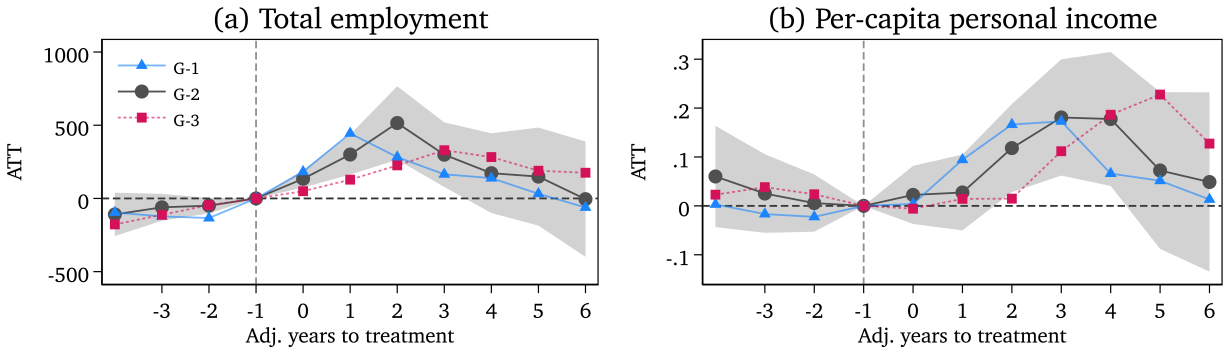 (a) Total employment
1000
500
0
-500
ATT
G-1
G-2
G-3
-3 -2 -1 0 1 2 3 4 5 6
Adj. years to treatment
(b) Per-capita personal income
.3
.2
.1
0
-.1
ATT
-3 -2 -1 0 1 2 3 4 5 6
Adj. years to treatment